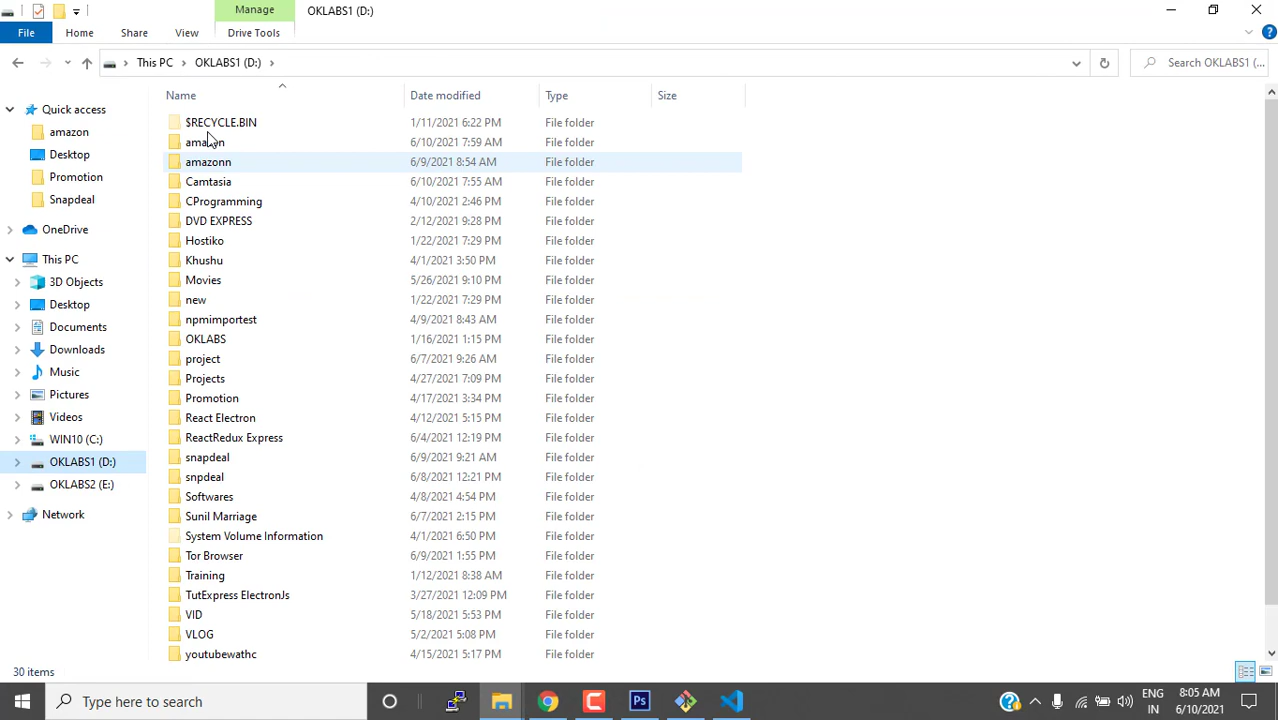 Manage
OKLABS1 (D:)
File
Home
Share
View
Drive Tools
This PC
OKLABS1 (D:)
Search OKLABS1 (...
Quick access
amazon
Desktop
Promotion
Snapdeal
OneDrive
This PC
3D Objects
Desktop
Documents
Downloads
Music
Pictures
Videos
WIN10 (C:)
OKLABS1 (D:)
OKLABS2 (E:)
Network
Name Date modified Type Size
$RECYCLE.BIN 1/11/2021 6:22 PM File folder
amazon 6/10/2021 7:59 AM File folder
amazonn 6/9/2021 8:54 AM File folder
Camtasia 6/10/2021 7:55 AM File folder
CProgramming 4/10/2021 2:46 PM File folder
DVD EXPRESS 2/12/2021 9:28 PM File folder
Hostiko 1/22/2021 7:29 PM File folder
Khushu 4/1/2021 3:50 PM File folder
Movies 5/26/2021 9:10 PM File folder
new 1/22/2021 7:29 PM File folder
npmimportest 4/9/2021 8:43 AM File folder
OKLABS 1/16/2021 1:15 PM File folder
project 6/7/2021 9:26 AM File folder
Projects 4/27/2021 7:09 PM File folder
Promotion 4/17/2021 3:34 PM File folder
React Electron 4/12/2021 5:15 PM File folder
ReactRedux Express 6/4/2021 12:19 PM File folder
snapdeal 6/9/2021 9:21 AM File folder
snpdeal 6/8/2021 12:21 PM File folder
Softwares 4/8/2021 4:54 PM File folder
Sunil Marriage 6/7/2021 2:15 PM File folder
System Volume Information 4/1/2021 6:50 PM File folder
Tor Browser 6/9/2021 1:55 PM File folder
Training 1/12/2021 8:38 AM File folder
TutExpress ElectronJs 3/27/2021 12:09 PM File folder
VID 5/18/2021 5:53 PM File folder
VLOG 5/2/2021 5:08 PM File folder
youtubewathc 4/15/2021 5:17 PM File folder
30 items
Type here to search
Ps
ENG
IN
8:05 AM
6/10/2021